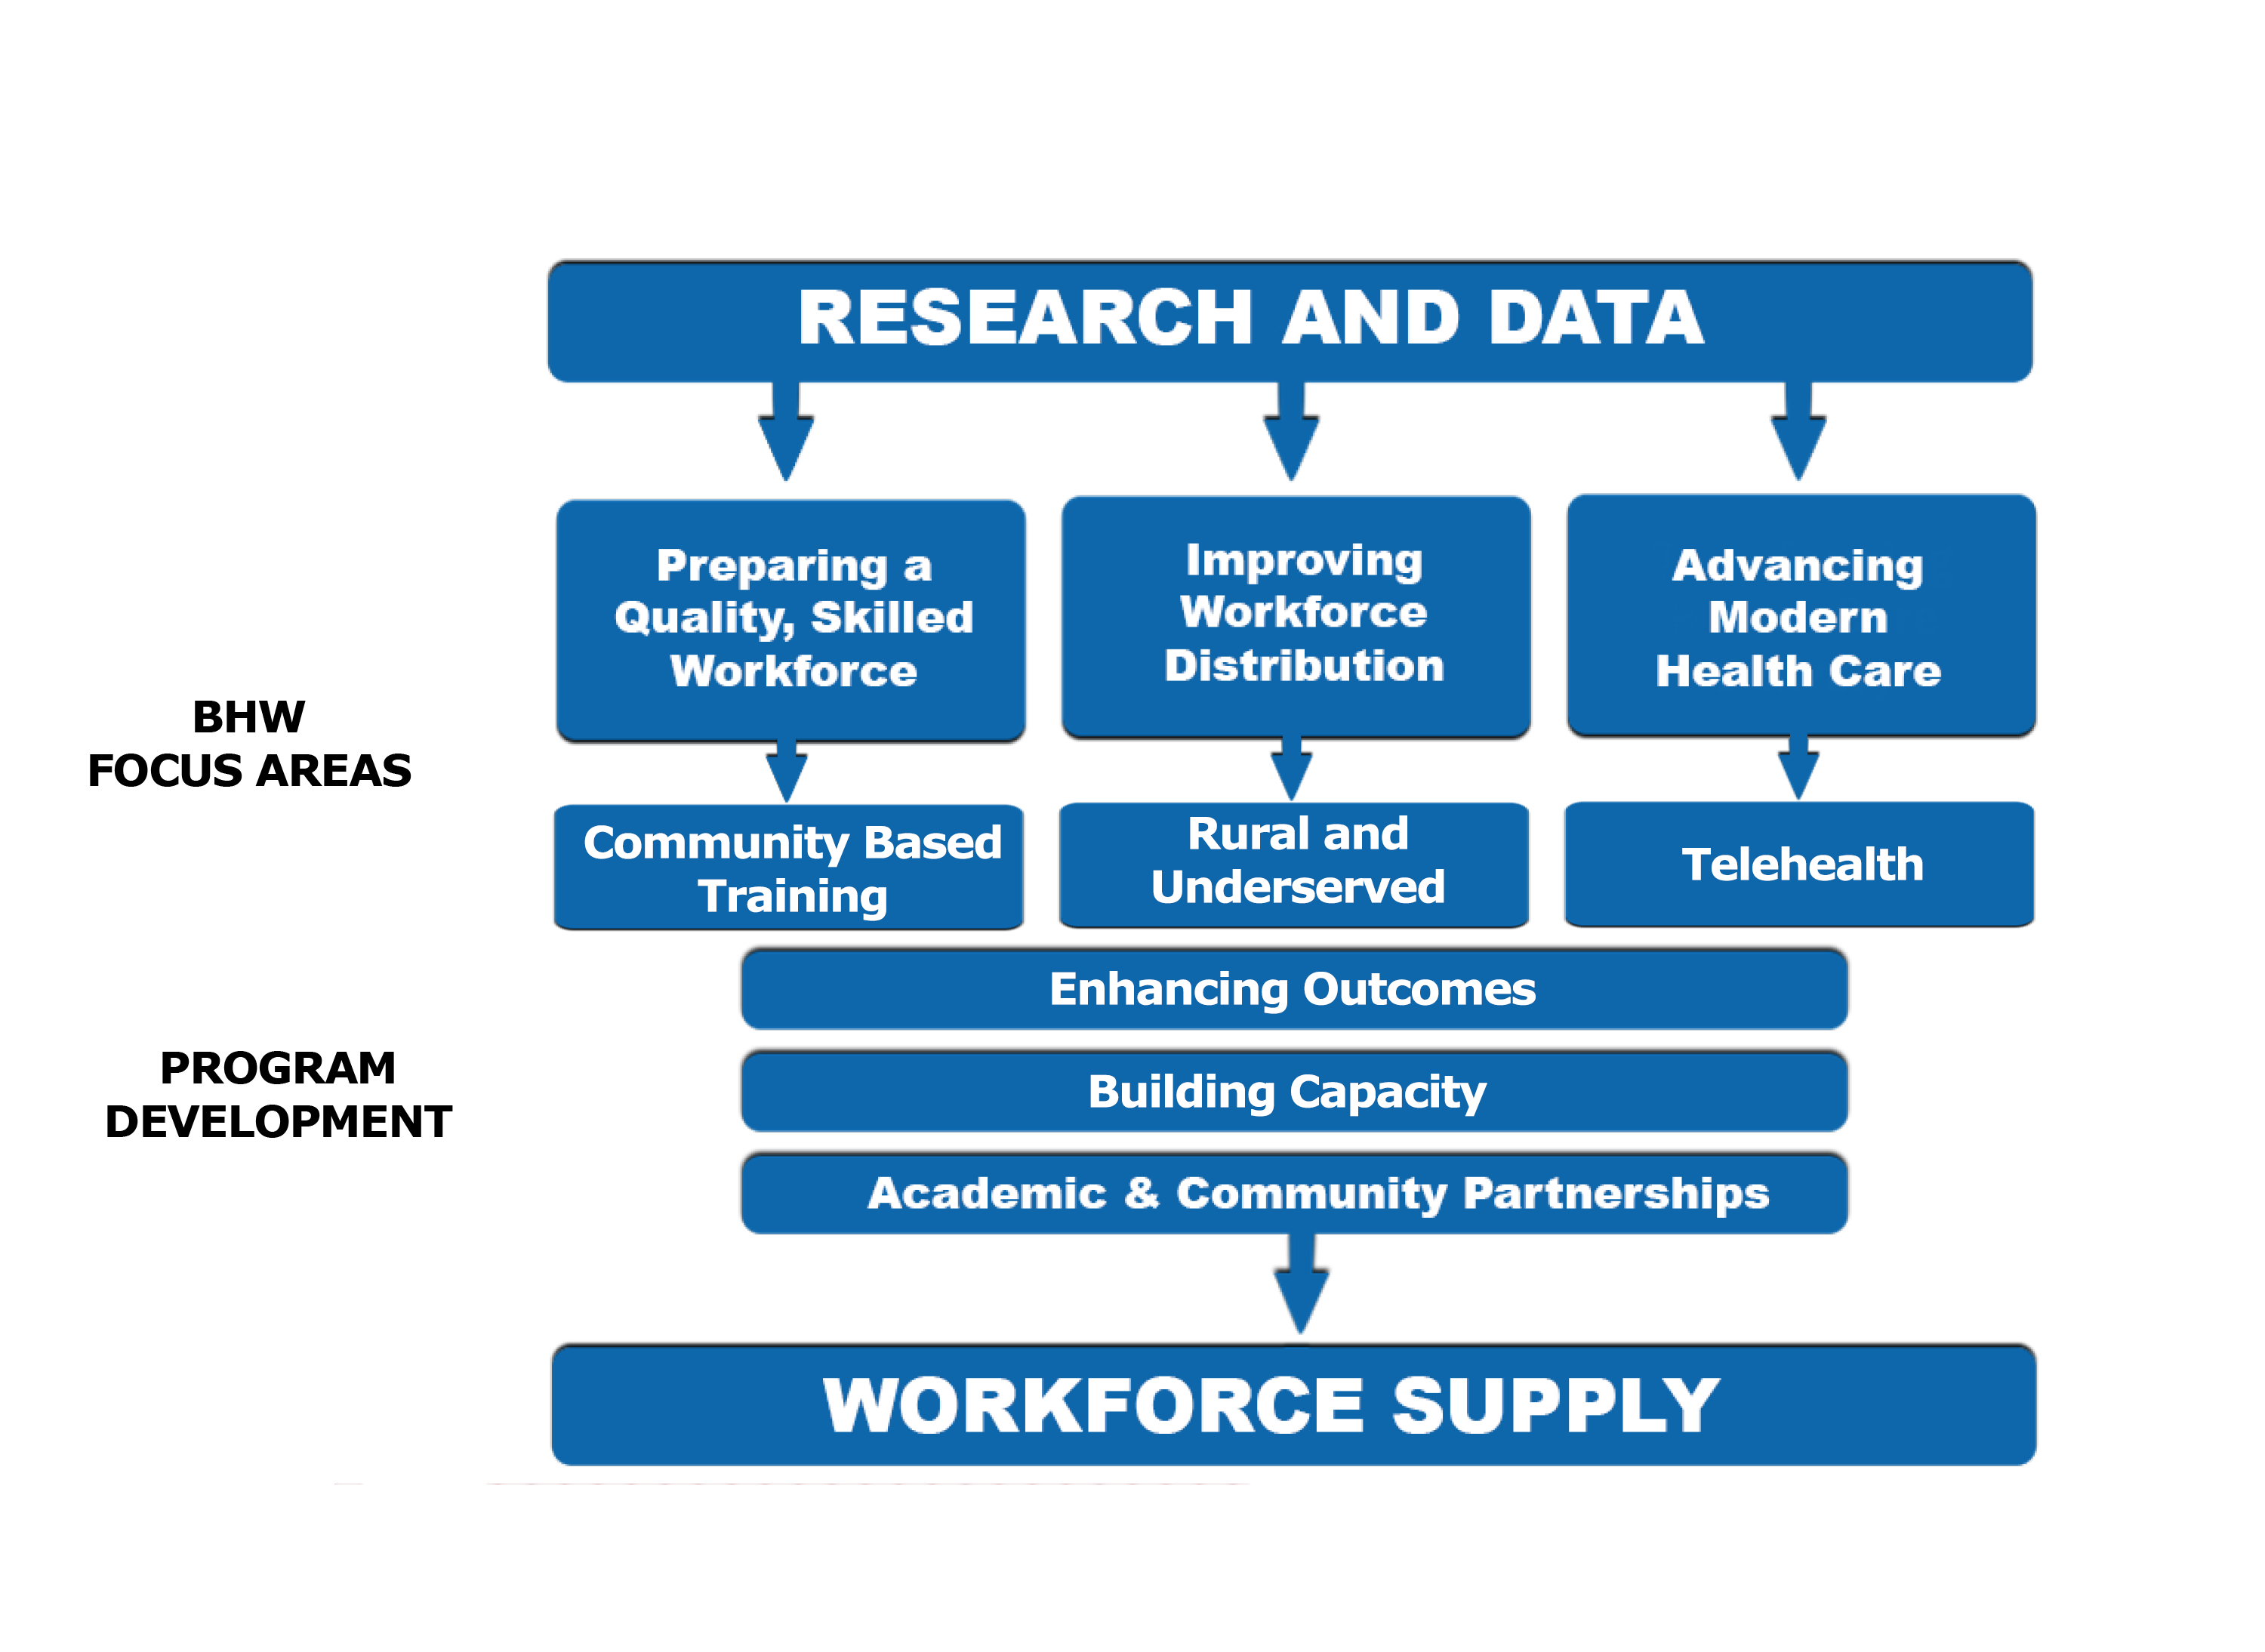 RESEARCH AND DATA
Preparing a
Quality, Skilled
Workforce
Improving
Workforce
Distribution
Advancing
Modern
Health Care
BHW
FOCUS AREAS
Community Based
Training
Rural and
Underserved
Telehealth
Enhancing Outcomes
PROGRAM
DEVELOPMENT
Building Capacity
Academic & Community Partnerships
WORKFORCE SUPPLY